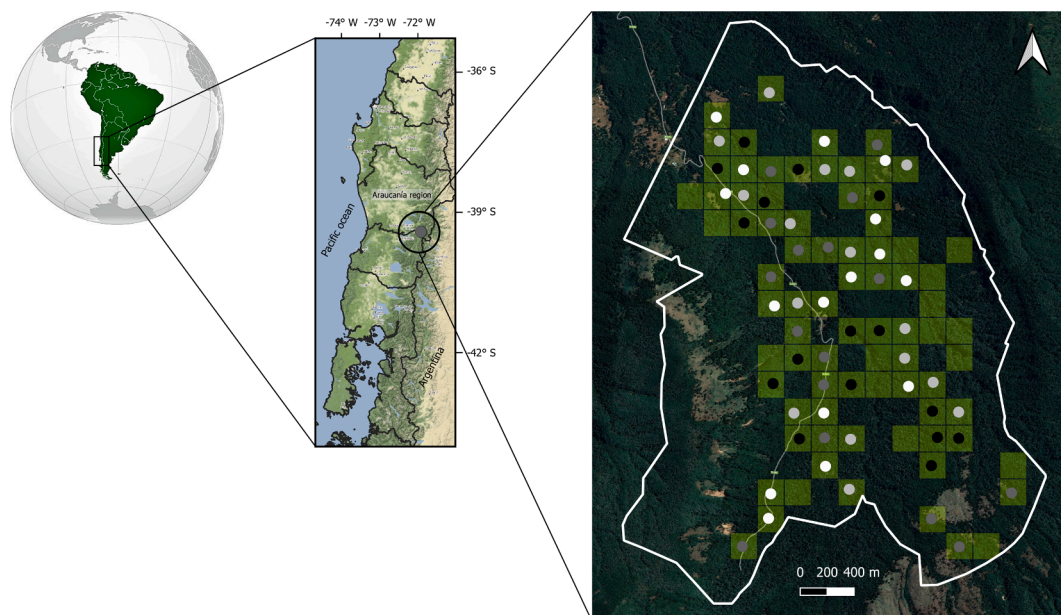 -74° W -73° W -72° W
-36° S
-39° S
-42° S
Araucanía region
Pacific ocean
Argentina
0 200 400 m